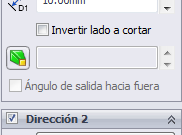 D1
10.00mm
Invertir lado a cortar
Ángulo de salida hacia fuera
Dirección 2